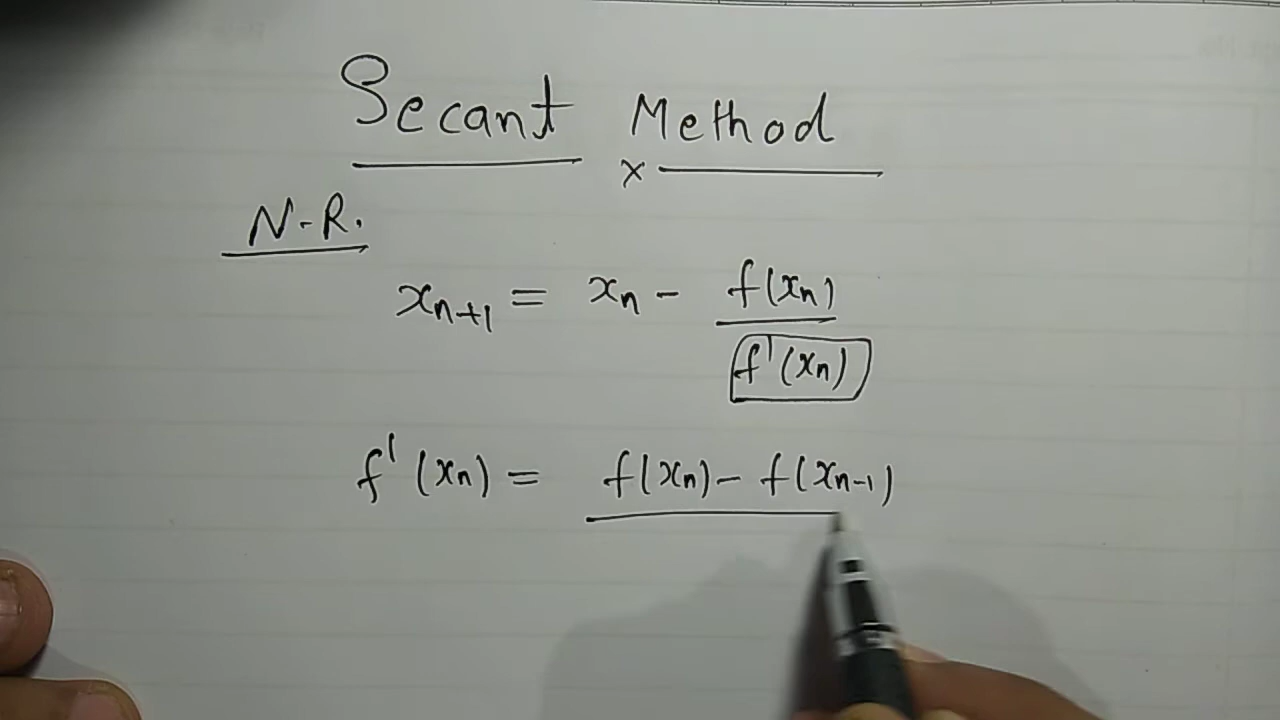 Secant Method
x
N-R.
xₙ₊₁ = xₙ - f(xₙ) / f'(xₙ)
f'(xₙ) = f(xₙ) - f(xₙ₋₁)